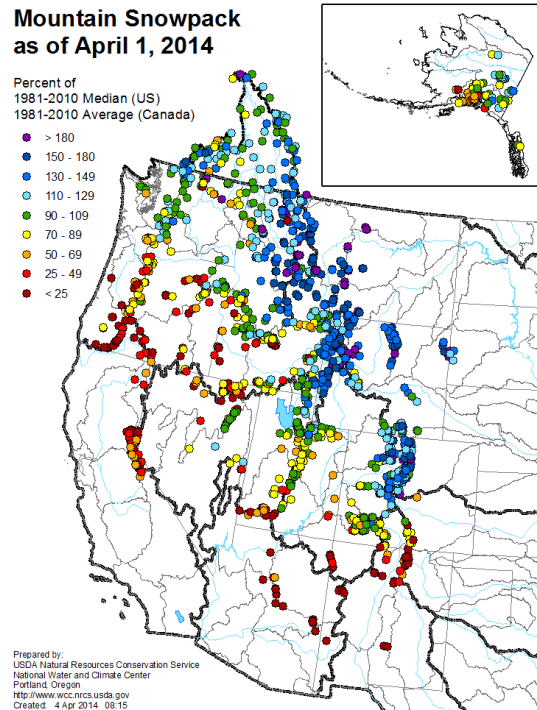 Mountain Snowpack
as of April 1, 2014
Percent of
1981-2010 Median (US)
1981-2010 Average (Canada)
> 180
150 - 180
130 - 149
110 - 129
90 - 109
70 - 89
50 - 69
25 - 49
< 25
Prepared by:
USDA Natural Resources Conservation Service
National Water and Climate Center
Portland, Oregon
http://www.wcc.nrcs.usda.gov
Created: 4 Apr 2014 08:15